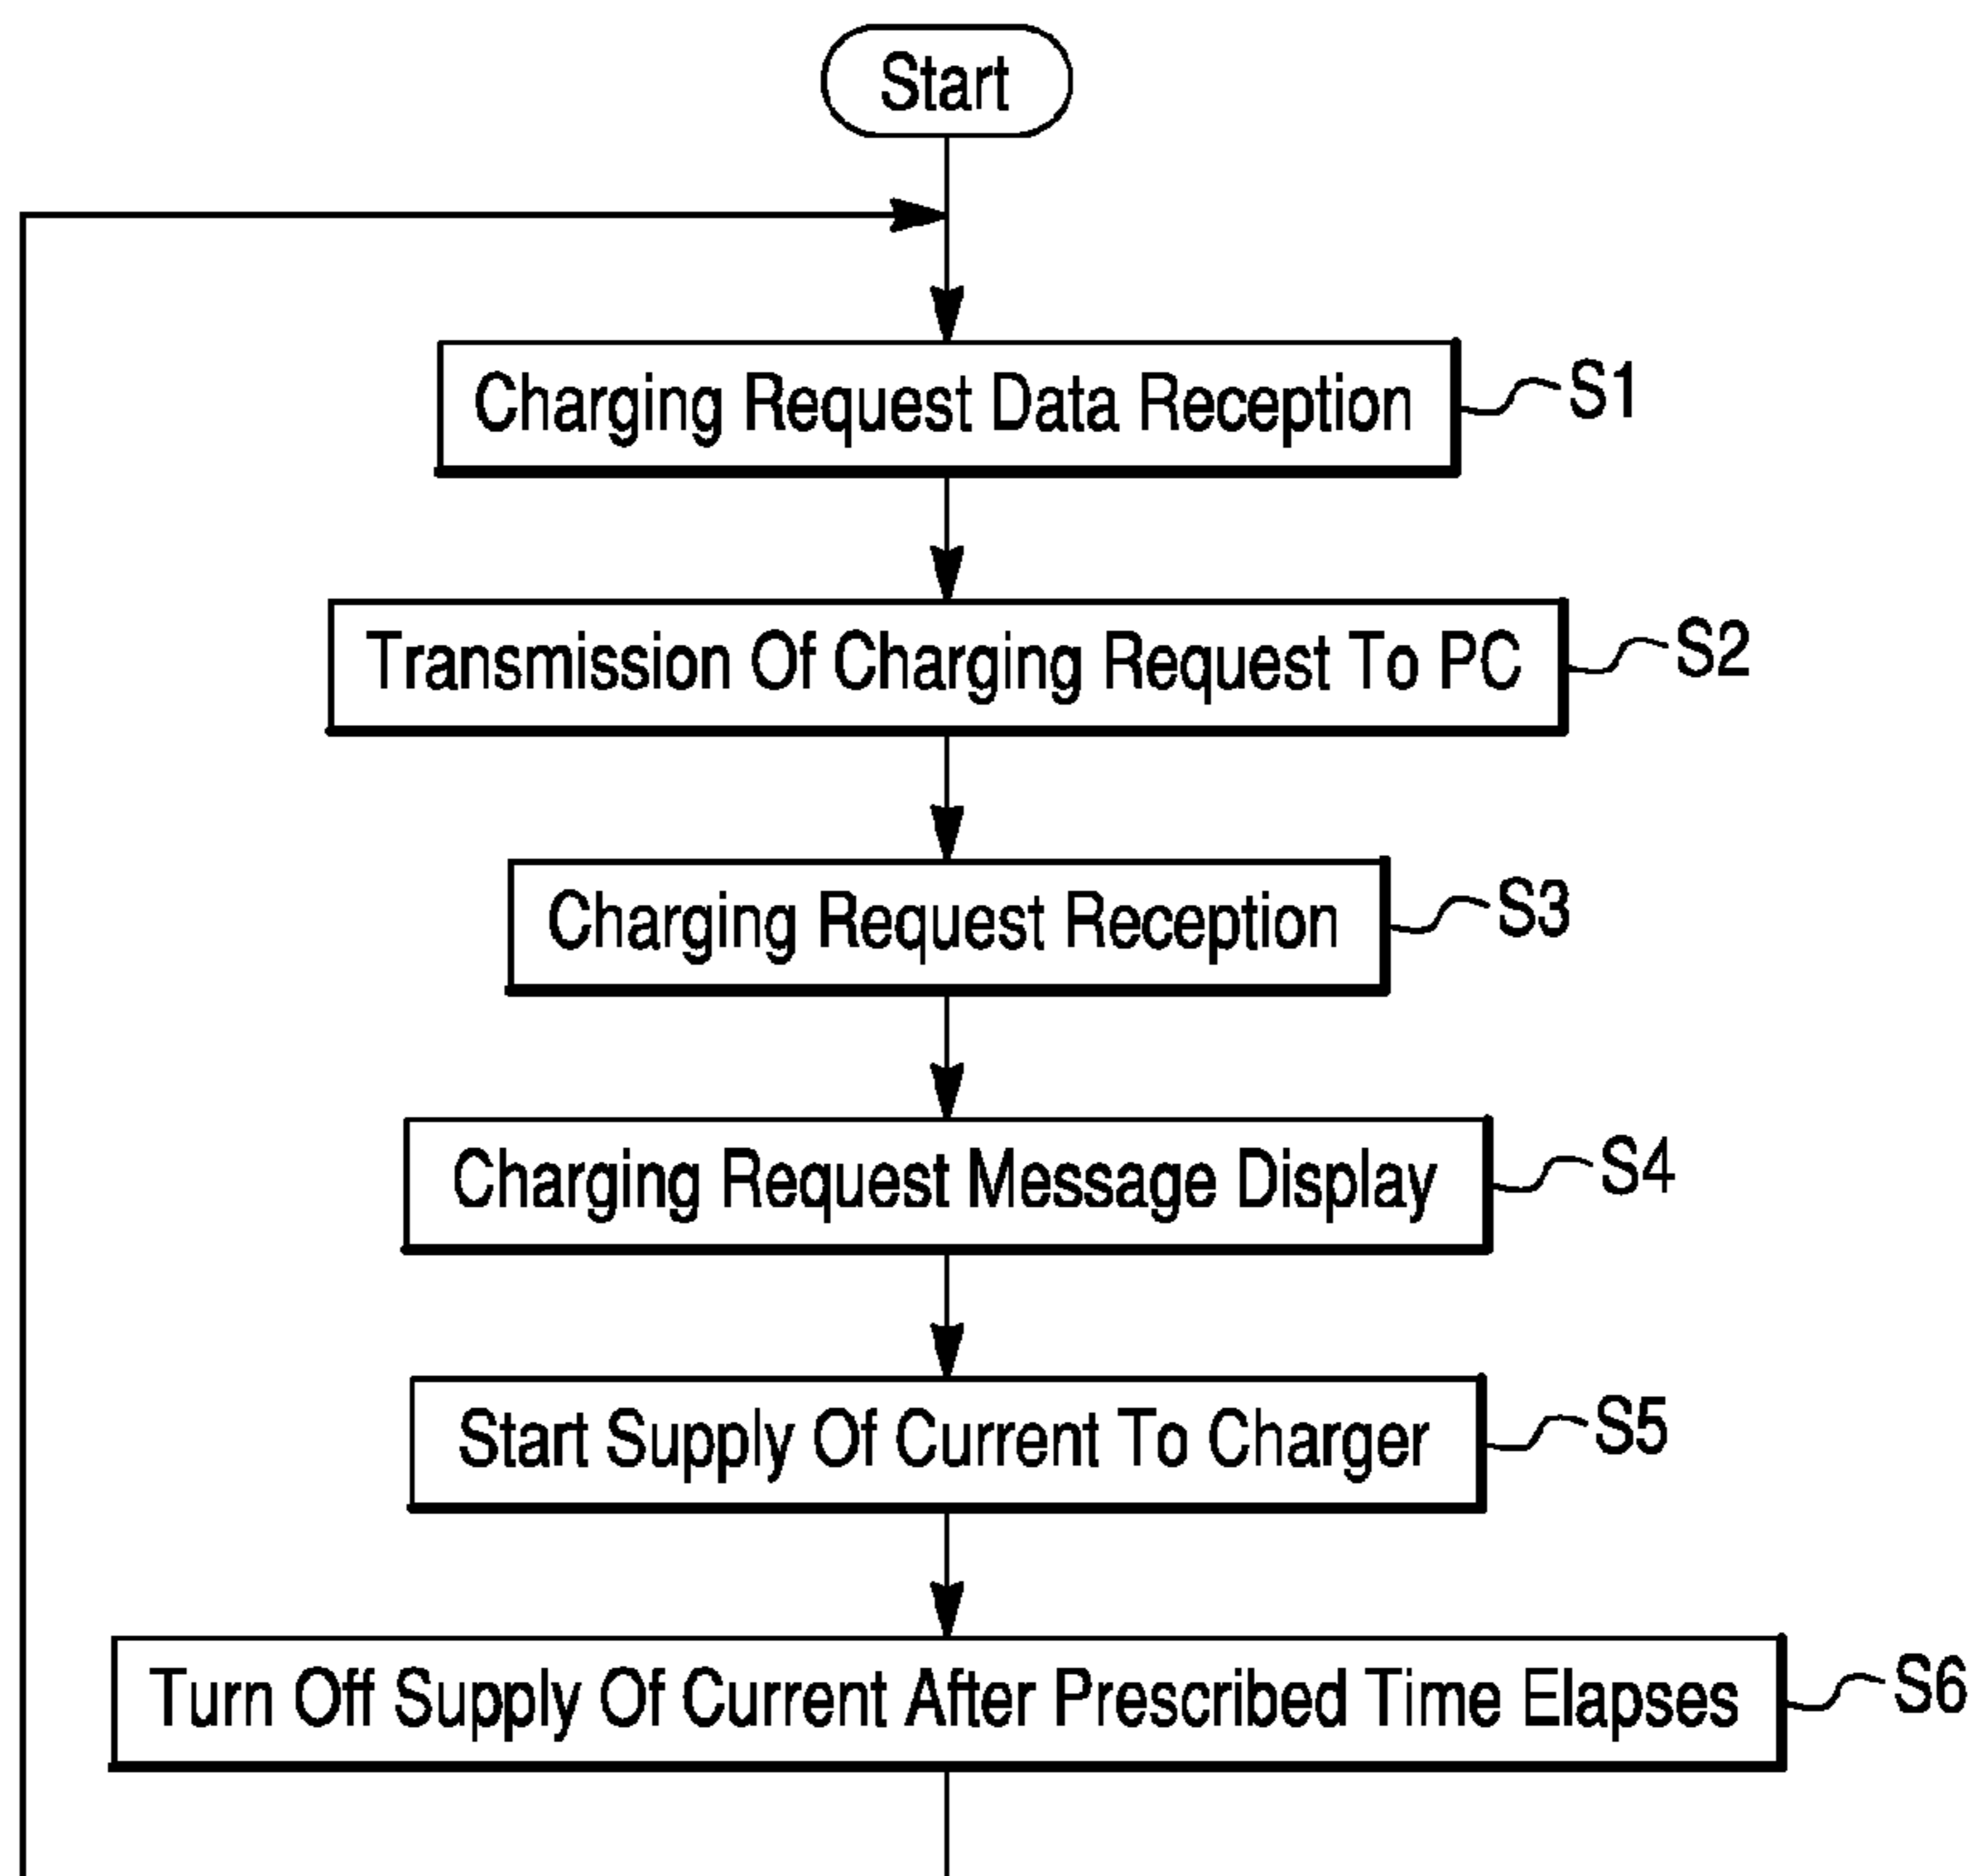 Start
Charging Request Data Reception
S1
Transmission Of Charging Request To PC
S2
Charging Request Reception
S3
Charging Request Message Display
S4
Start Supply Of Current To Charger
S5
Turn Off Supply Of Current After Prescribed Time Elapses
S6